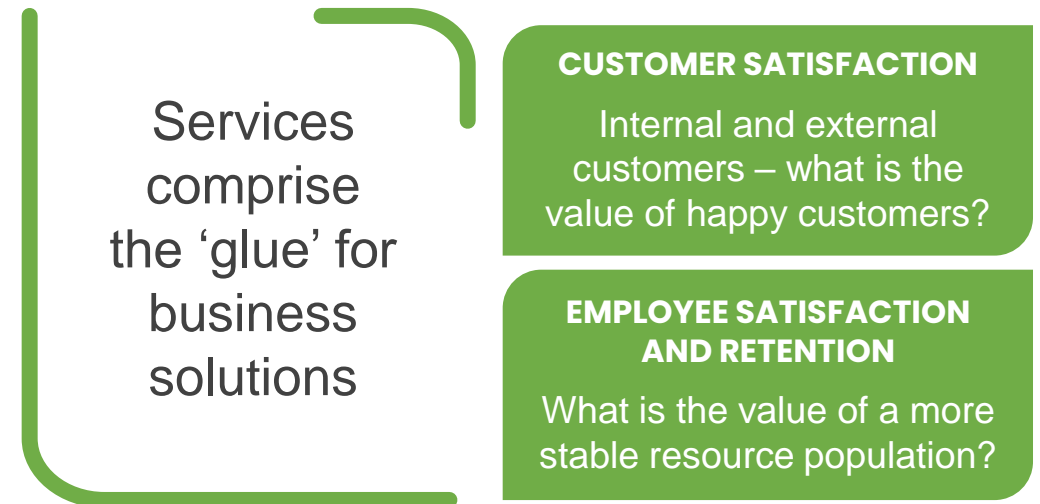 Services
comprise
the ‘glue’ for
business
solutions
CUSTOMER SATISFACTION
Internal and external
customers – what is the
value of happy customers?
EMPLOYEE SATISFACTION
AND RETENTION
What is the value of a more
stable resource population?